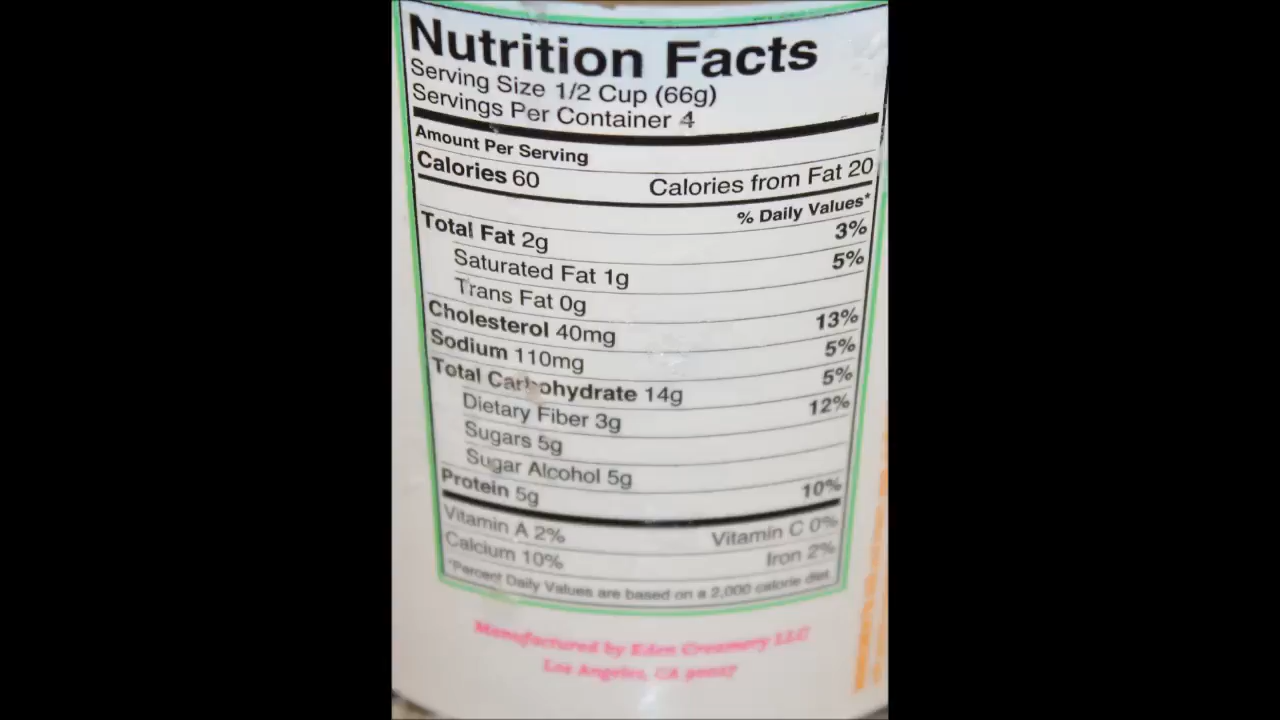 Nutrition Facts
Serving Size 1/2 Cup (66g)
Servings Per Container 4
Amount Per Serving
Calories 60 Calories from Fat 20
% Daily Values*
Total Fat 2g 3%
Saturated Fat 1g 5%
Trans Fat 0g
Cholesterol 40mg 13%
Sodium 110mg 5%
Total Carbohydrate 14g 5%
Dietary Fiber 3g 12%
Sugars 5g
Sugar Alcohol 5g
Protein 5g 10%
Vitamin A 2% Vitamin C 0%
Calcium 10% Iron 2%
*Percent Daily Values are based on a 2,000 calorie diet.
Manufactured by Eden Creamery LLC
Los Angeles, CA 90027